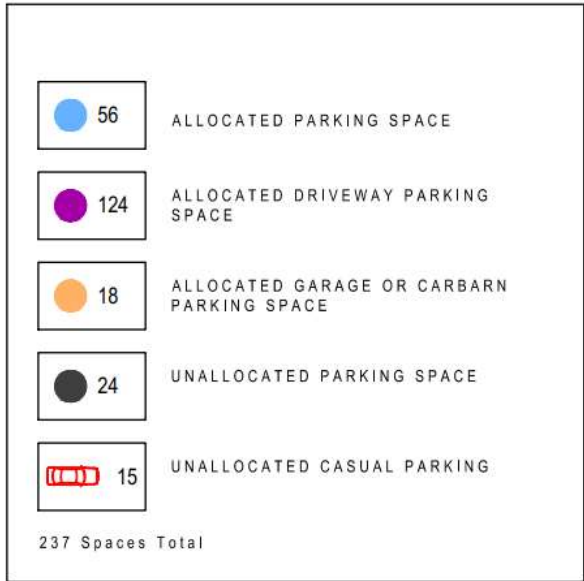 56
ALLOCATED PARKING SPACE
124
ALLOCATED DRIVEWAY PARKING
SPACE
18
ALLOCATED GARAGE OR CARBARN
PARKING SPACE
24
UNALLOCATED PARKING SPACE
15
UNALLOCATED CASUAL PARKING
237 Spaces Total